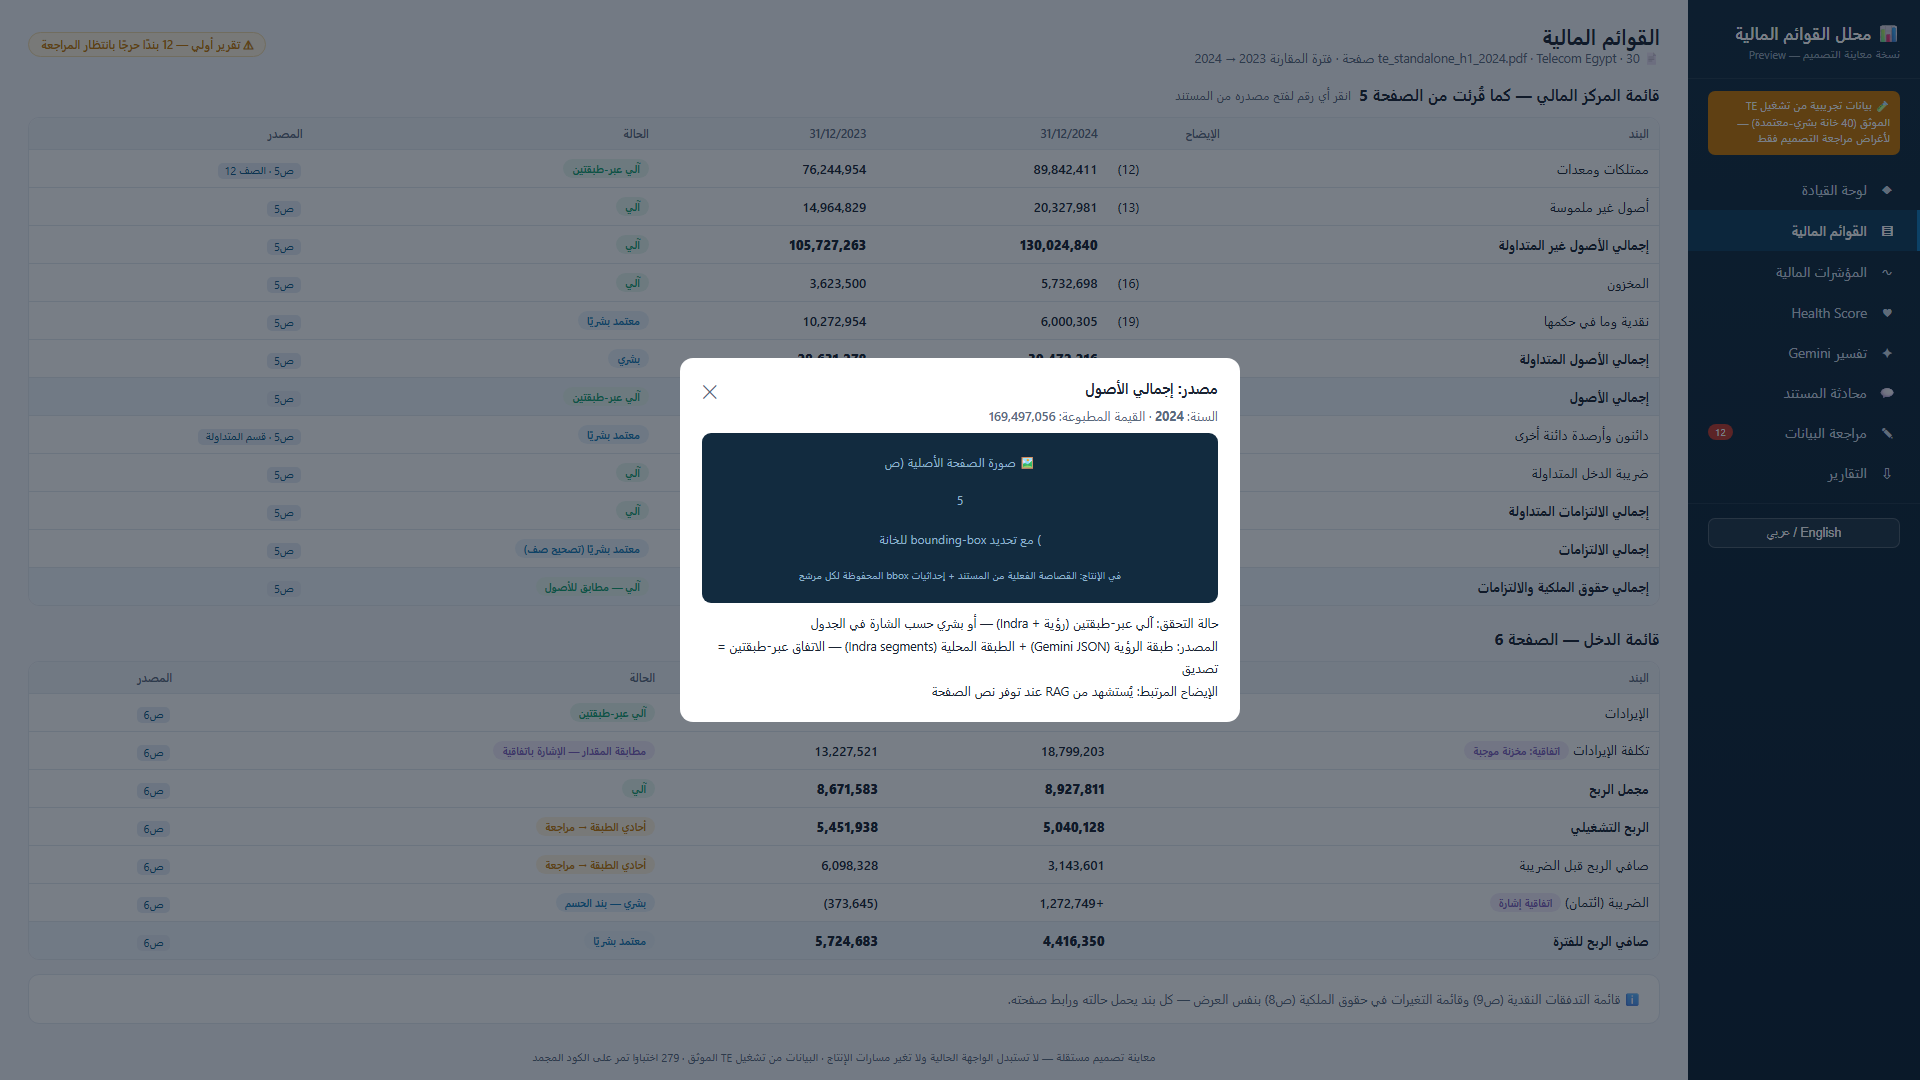 📊 محلل القوائم المالية
نسخة معاينة التصميم — Preview
🧪 بيانات تجريبية من تشغيل TE
الموثق (40 خانة بشري-معتمدة) —
لأغراض مراجعة التصميم فقط
◆ لوحة القيادة
▤ القوائم المالية
∿ المؤشرات المالية
♥ Health Score
✦ تفسير Gemini
💬 محادثة المستند
✎ مراجعة البيانات 12
⇩ التقارير
عربي / English
القوائم المالية
te_standalone_h1_2024.pdf · Telecom Egypt · 30 صفحة · فترة المقارنة 2023 → 2024
⚠ تقرير أولي — 12 بندًا حرجًا بانتظار المراجعة
قائمة المركز المالي — كما قُرئت من الصفحة 5 انقر أي رقم لفتح مصدره من المستند
البند الإيضاح 31/12/2024 31/12/2023 الحالة المصدر
ممتلكات ومعدات (12) 89,842,411 76,244,954 آلي عبر-طبقتين ص5 · الصف 12
أصول غير ملموسة (13) 20,327,981 14,964,829 آلي ص5
إجمالي الأصول غير المتداولة 130,024,840 105,727,263 آلي ص5
المخزون (16) 5,732,698 3,623,500 آلي ص5
نقدية وما في حكمها (19) 6,000,305 10,272,954 معتمد بشريًا ص5
إجمالي الأصول المتداولة بشري ص5
إجمالي الأصول آلي عبر-طبقتين ص5
دائنون وأرصدة دائنة أخرى معتمد بشريًا ص5 · قسم المتداولة
ضريبة الدخل المتداولة آلي ص5
إجمالي الالتزامات المتداولة آلي ص5
إجمالي الالتزامات معتمد بشريًا (تصحيح صف) ص5
إجمالي حقوق الملكية والالتزامات آلي — مطابق للأصول ص5
مصدر: إجمالي الأصول
السنة: 2024 · القيمة المطبوعة: 169,497,056
🖼️ صورة الصفحة الأصلية (ص
5
) مع تحديد bounding-box للخانة
في الإنتاج: القصاصة الفعلية من المستند + إحداثيات bbox المحفوظة لكل مرشح
حالة التحقق: آلي عبر-طبقتين (رؤية + Indra) — أو بشري حسب الشارة في الجدول
المصدر: طبقة الرؤية (Gemini JSON) + الطبقة المحلية (Indra segments) — الاتفاق عبر-طبقتين =
تصديق
الإيضاح المرتبط: يُستشهد من RAG عند توفر نص الصفحة
قائمة الدخل — الصفحة 6
البند الحالة المصدر
الإيرادات آلي عبر-طبقتين ص6
تكلفة الإيرادات اتفاقية: مخزنة موجبة 18,799,203 13,227,521 مطابقة المقدار — الإشارة باتفاقية ص6
مجمل الربح 8,927,811 8,671,583 آلي ص6
الربح التشغيلي 5,040,128 5,451,938 أحادي الطبقة → مراجعة ص6
صافي الربح قبل الضريبة 3,143,601 6,098,328 أحادي الطبقة → مراجعة ص6
الضريبة (ائتمان) اتفاقية إشارة +1,272,749 (373,645) بشري — بند الحسم ص6
صافي الربح للفترة 4,416,350 5,724,683 معتمد بشريًا ص6
ℹ️ قائمة التدفقات النقدية (ص9) وقائمة التغيرات في حقوق الملكية (ص8) بنفس العرض — كل بند يحمل حالته ورابط صفحته.
معاينة تصميم مستقلة — لا تستبدل الواجهة الحالية ولا تغير مسارات الإنتاج · البيانات من تشغيل TE الموثق · 279 اختبارًا تمر على الكود المجمد